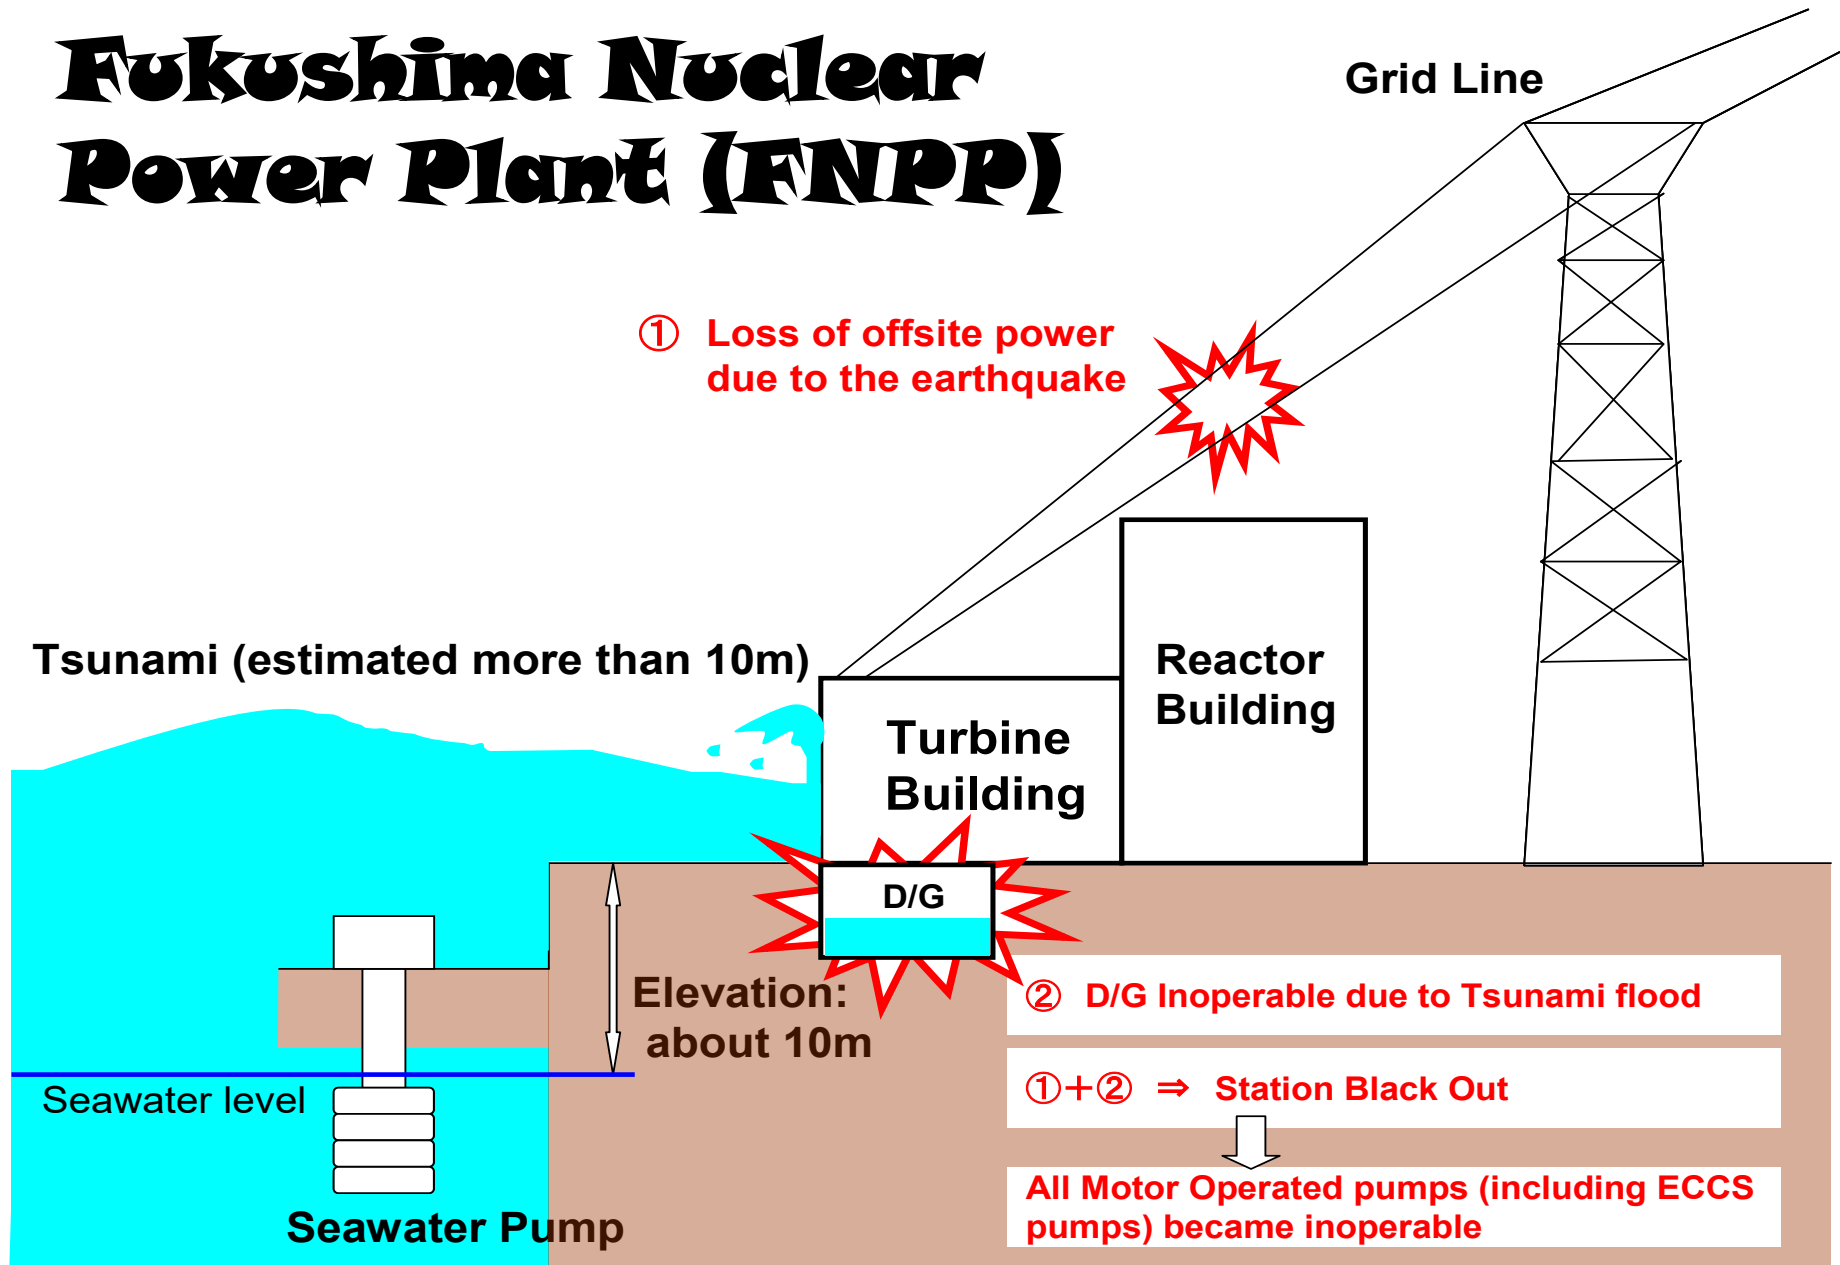 Fukushima Nuclear
Power Plant (FNPP)
Grid Line
① Loss of offsite power
due to the earthquake
Tsunami (estimated more than 10m)
Reactor
Building
Turbine
Building
D/G
Elevation:
about 10m
② D/G Inoperable due to Tsunami flood
①+② ⇒ Station Black Out
Seawater level
All Motor Operated pumps (including ECCS
pumps) became inoperable
Seawater Pump